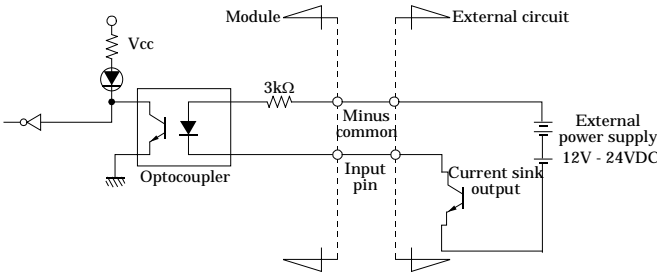 Module
External circuit
Vcc
3kΩ
Minus
common
External
power supply
12V - 24VDC
Optocoupler
Input
pin
Current sink
output